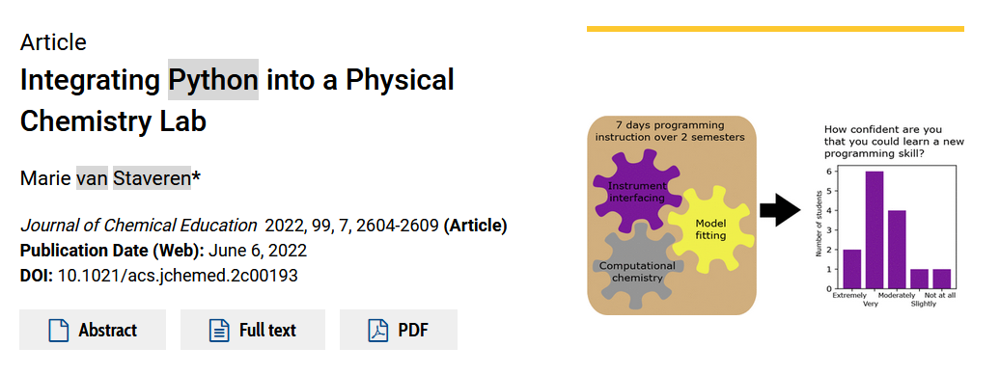 Article
Integrating Python into a Physical
Chemistry Lab
Marie van Staveren*
Journal of Chemical Education 2022, 99, 7, 2604-2609 (Article)
Publication Date (Web): June 6, 2022
DOI: 10.1021/acs.jchemed.2c00193
Abstract
Full text
PDF
7 days programming
instruction over 2 semesters
Instrument
interfacing
Model
fitting
Computational
chemistry
How confident are you
that you could learn a new
programming skill?
Number of students
6
5
4
3
2
1
0
Extremely
Very
Moderately
Slightly
Not at all